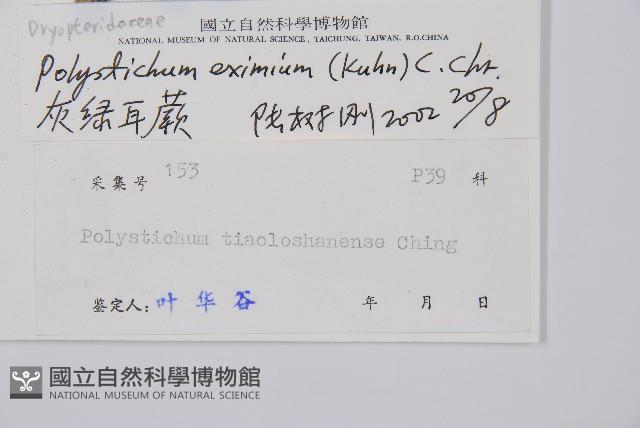 Dryopteridaceae
國立自然科學博物館
NATIONAL MUSEUM OF NATURAL SCIENCE, TAICHUNG, TAIWAN, R.O.CHINA
Polystichum eximium (Kuhn) C. Chr.
灰绿耳蕨 陆树刚 2002 20/8
采集号 153 P39 科
Polystichum tiaoloshanense Ching
鉴定人: 叶华谷 年 月 日
國立自然科學博物館
NATIONAL MUSEUM OF NATURAL SCIENCE